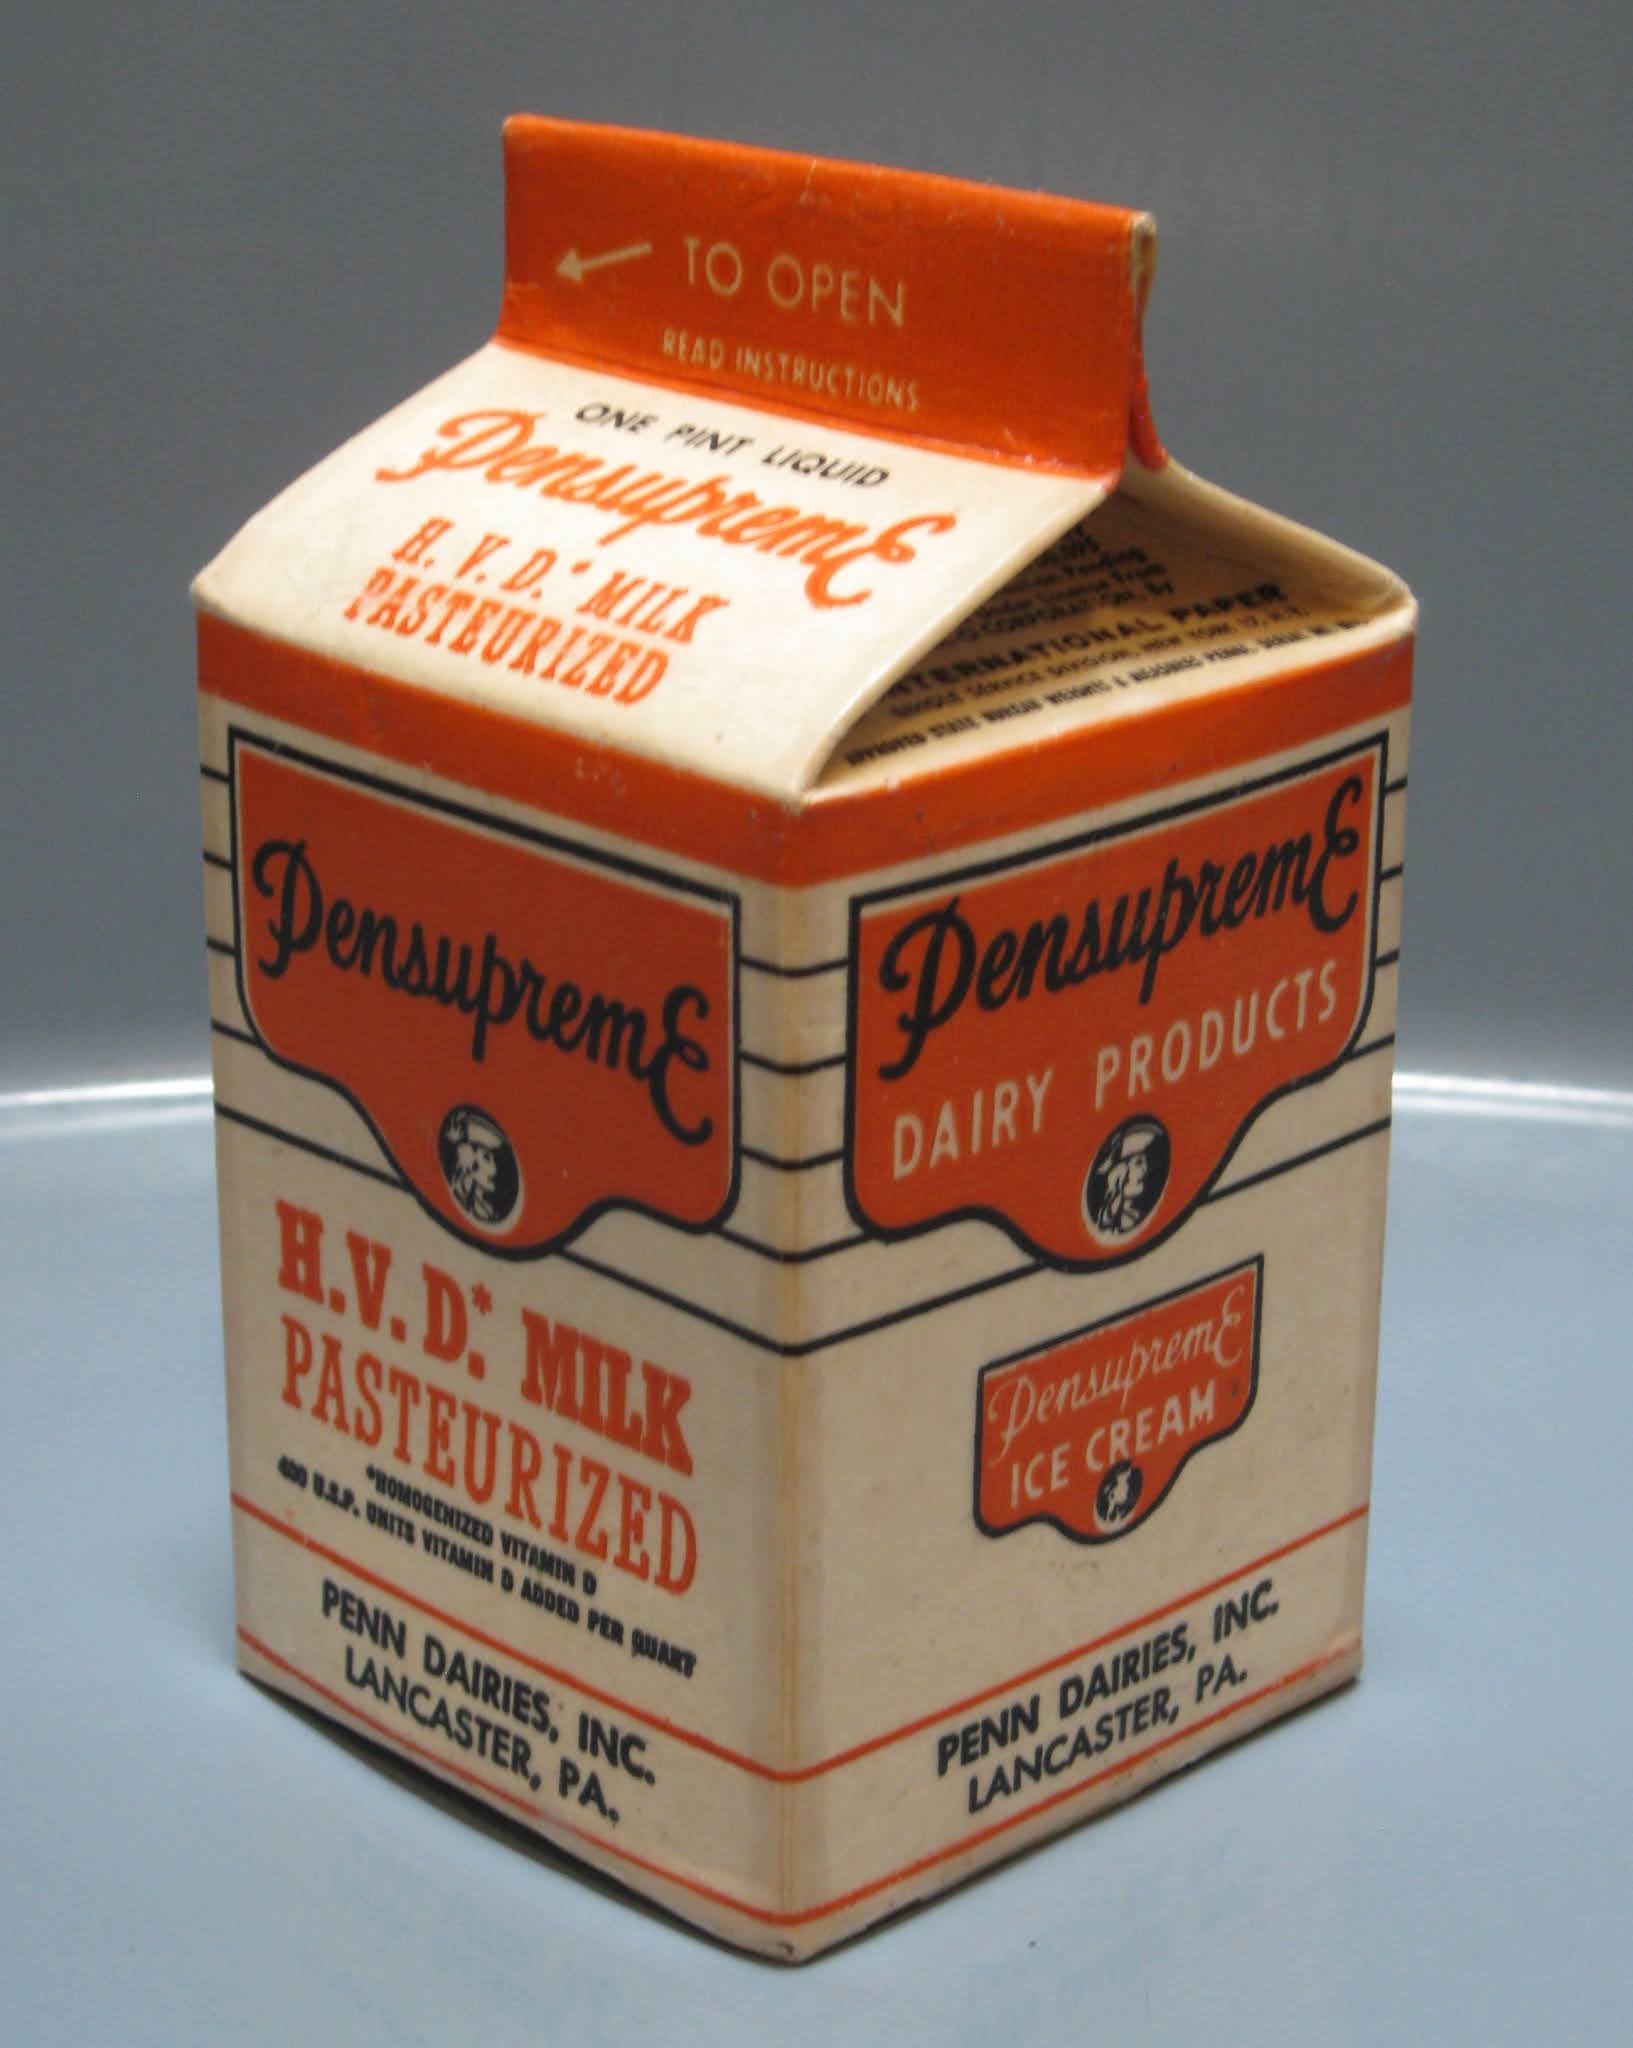 TO OPEN
READ INSTRUCTIONS
ONE PINT LIQUID
PensupremE
H. V. D.* MILK
PASTEURIZED
INTERNATIONAL PAPER
PensupremE
H.V.D.* MILK
PASTEURIZED
*HOMOGENIZED VITAMIN D
400 U.S.P. UNITS VITAMIN D ADDED PER QUART
PENN DAIRIES, INC.
LANCASTER, PA.
PensupremE
DAIRY PRODUCTS
PensupremE
ICE CREAM
PENN DAIRIES, INC.
LANCASTER, PA.